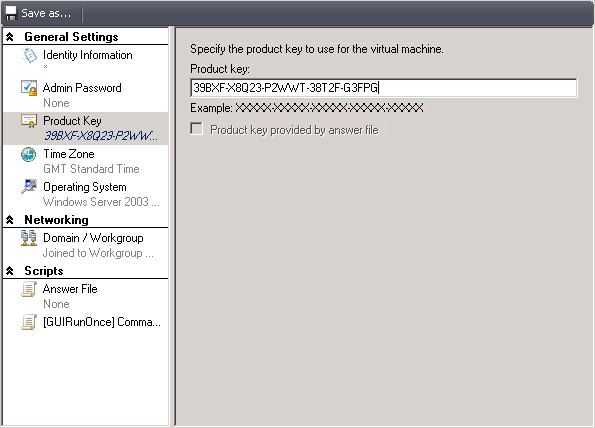 Save as...
General Settings
Identity Information
*
Admin Password
None
Product Key
39BXF-X8Q23-P2WW...
Time Zone
GMT Standard Time
Operating System
Windows Server 2003 ...
Networking
Domain / Workgroup
Joined to Workgroup ...
Scripts
Answer File
None
[GUIRunOnce] Comma...
Specify the product key to use for the virtual machine.
Product key:
39BXF-X8Q23-P2WWT-38T2F-G3FPG
Example: XXXXX-XXXXX-XXXXX-XXXXX-XXXXX
Product key provided by answer file